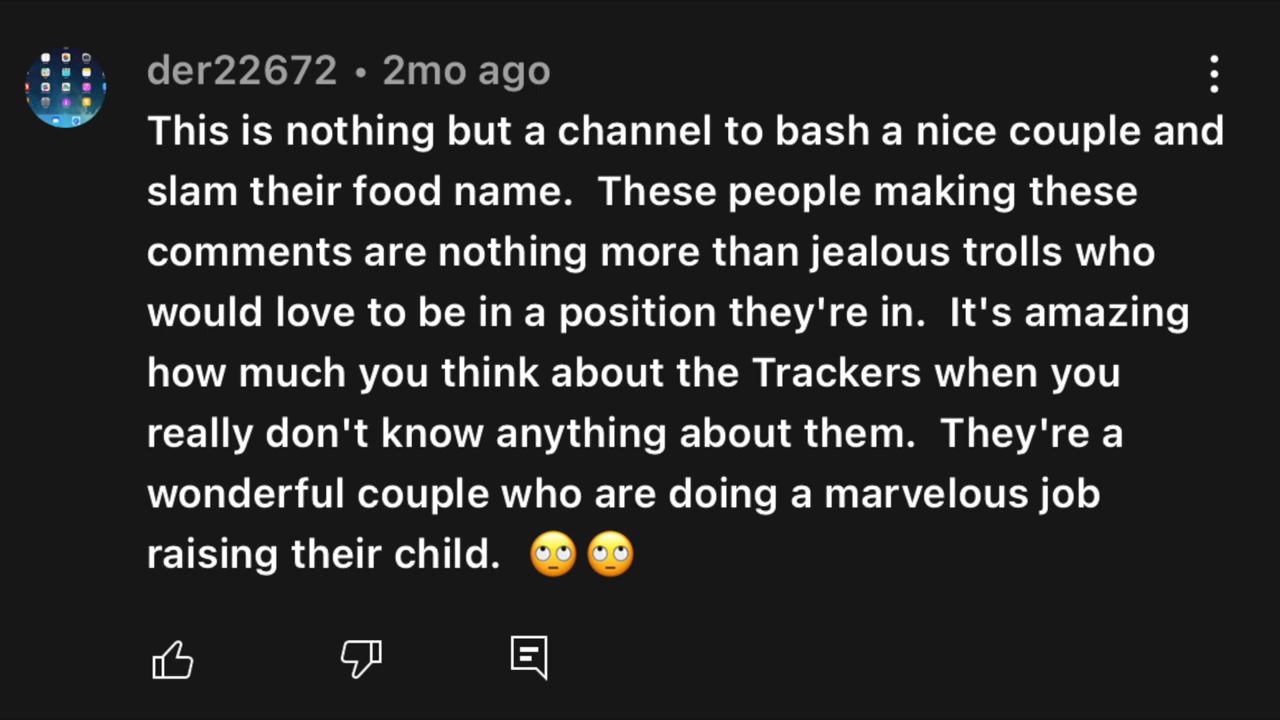 der22672 • 2mo ago
This is nothing but a channel to bash a nice couple and
slam their food name.  These people making these
comments are nothing more than jealous trolls who
would love to be in a position they're in.  It's amazing
how much you think about the Trackers when you
really don't know anything about them.  They're a
wonderful couple who are doing a marvelous job
raising their child.  🙄🙄